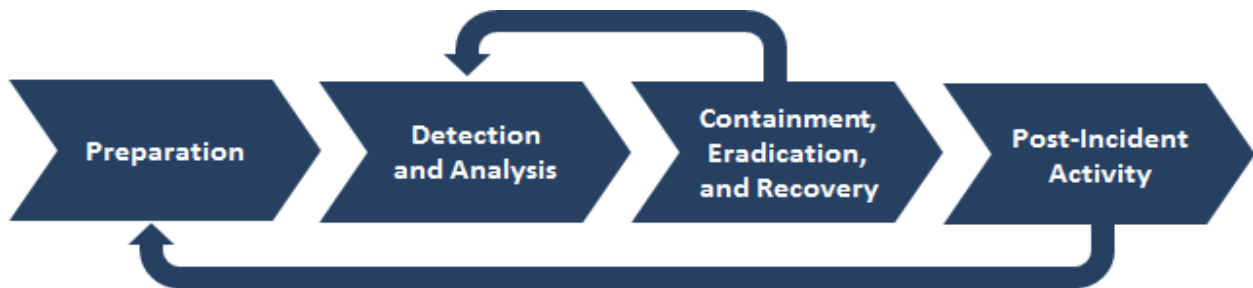 Preparation
Detection
and Analysis
Containment,
Eradication,
and Recovery
Post-Incident
Activity